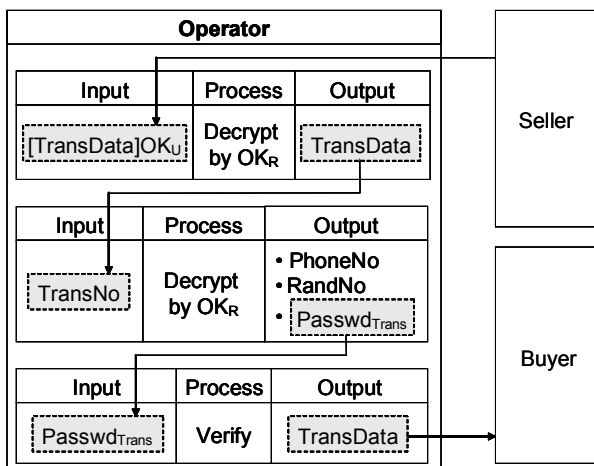 Operator
Input Process Output
[TransData]OKU
Decrypt
by OKR
TransData
Seller
Input Process Output
TransNo
Decrypt
by OKR
• PhoneNo
• RandNo
• PasswdTrans
Buyer
Input Process Output
PasswdTrans Verify TransData